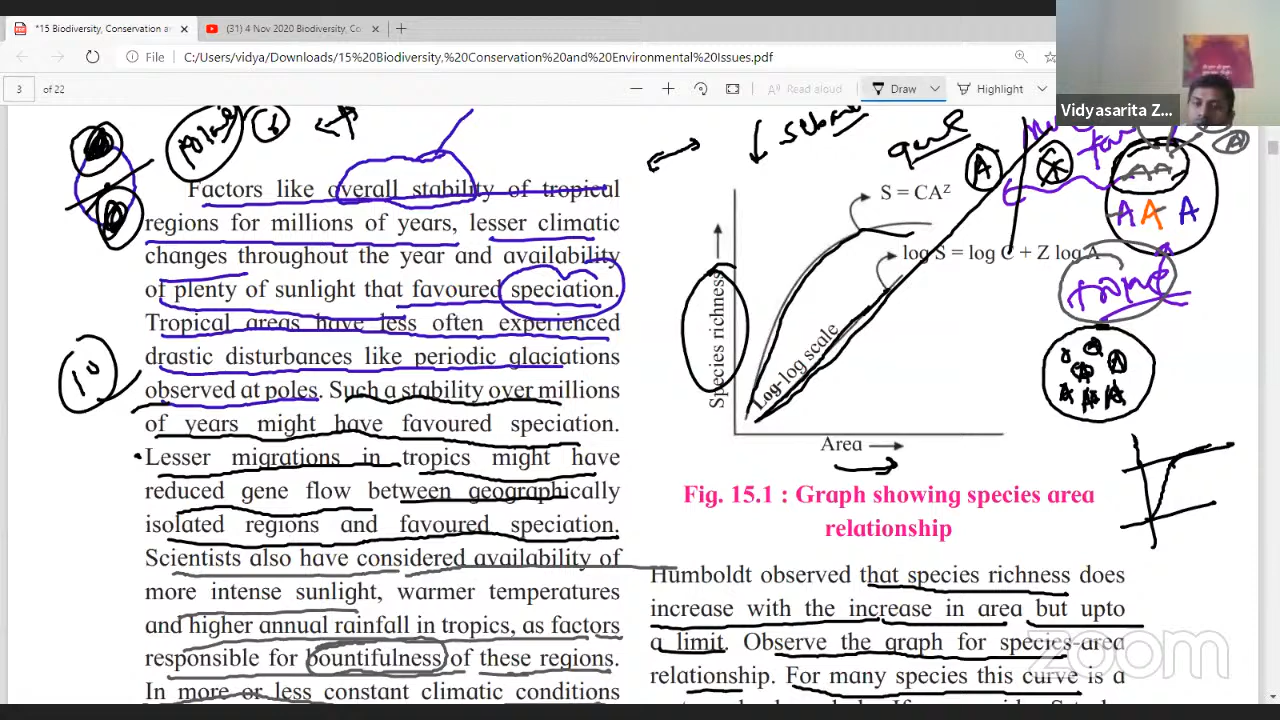 *15 Biodiversity, Conservation an
(31) 4 Nov 2020 Biodiversity, Co
File
C:/Users/vidya/Downloads/15%20Biodiversity,%20Conservation%20and%20Environmental%20Issues.pdf
3
of 22
Read aloud
Draw
Highlight
Vidyasarita Z...
Factors like overall stability of tropical
regions for millions of years, lesser climatic
changes throughout the year and availability
of plenty of sunlight that favoured speciation.
Tropical areas have less often experienced
drastic disturbances like periodic glaciations
observed at poles. Such a stability over millions
of years might have favoured speciation.
Lesser migrations in tropics might have
reduced gene flow between geographically
isolated regions and favoured speciation.
Scientists also have considered availability of
more intense sunlight, warmer temperatures
and higher annual rainfall in tropics, as factors
responsible for bountifulness of these regions.
In more or less constant climatic conditions
A
A A
A A A
S = CAᶻ
log S = log C + Z log A
Species richness
Log-log scale
Area
Fig. 15.1 : Graph showing species area
relationship
Humboldt observed that species richness does
increase with the increase in area but upto
a limit. Observe the graph for species-area
relationship. For many species this curve is a
zoom